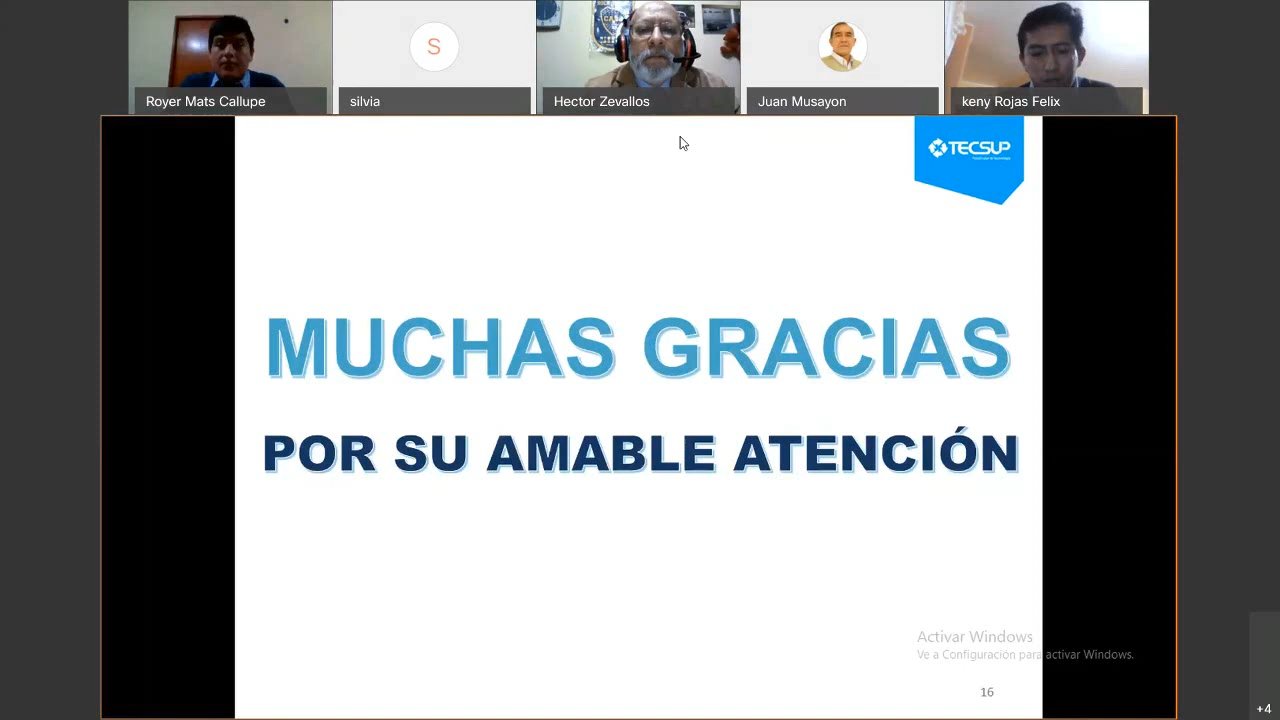 S
Royer Mats Callupe
silvia
Hector Zevallos
Juan Musayon
keny Rojas Felix
TECSUP
MUCHAS GRACIAS
POR SU AMABLE ATENCIÓN
Activar Windows
Ve a Configuración para activar Windows.
16
+4